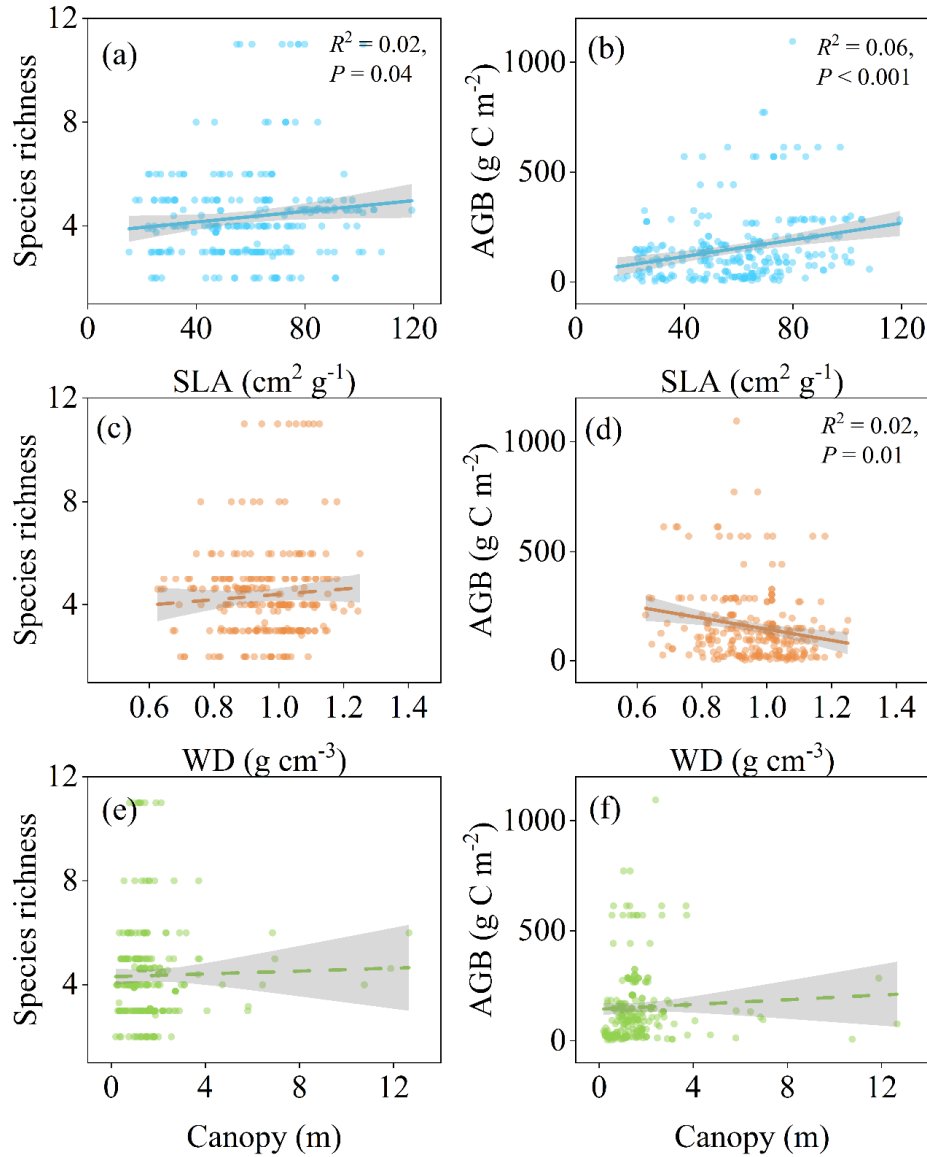 12
8
4
Species richness
(a)
R² = 0.02,
P = 0.04
0 40 80 120
SLA (cm² g⁻¹)
1000
500
0
AGB (g C m⁻²)
(b)
R² = 0.06,
P < 0.001
0 40 80 120
SLA (cm² g⁻¹)
12
8
4
Species richness
(c)
0.6 0.8 1.0 1.2 1.4
WD (g cm⁻³)
1000
500
0
AGB (g C m⁻²)
(d)
R² = 0.02,
P = 0.01
0.6 0.8 1.0 1.2 1.4
WD (g cm⁻³)
12
8
4
Species richness
(e)
0 4 8 12
Canopy (m)
1000
500
0
AGB (g C m⁻²)
(f)
0 4 8 12
Canopy (m)